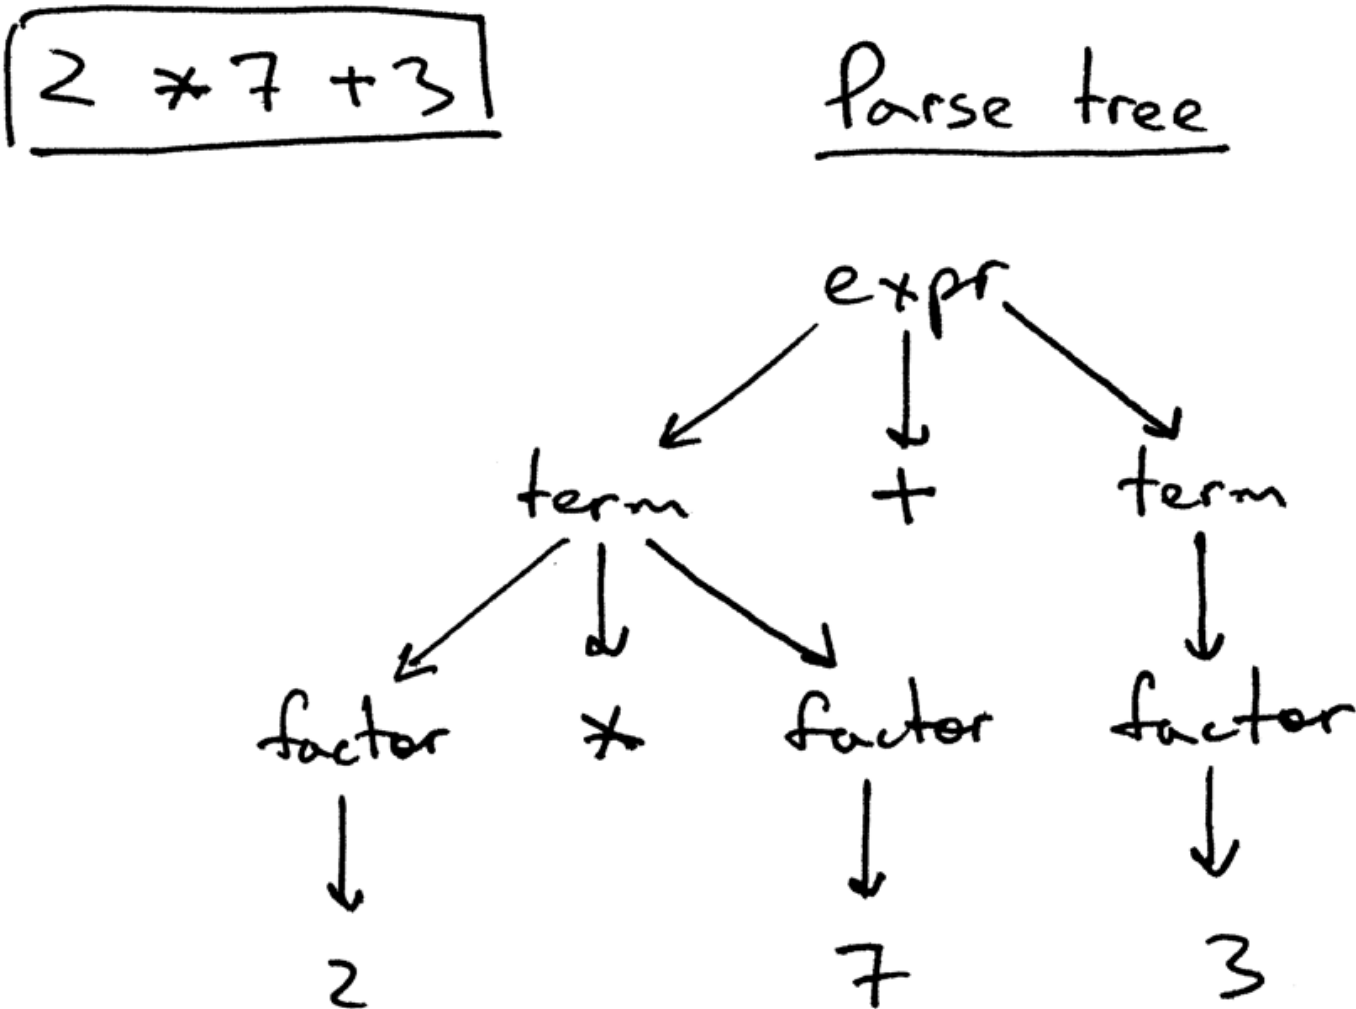 2 * 7 + 3
Parse tree
expr
term + term
factor * factor factor
2 7 3